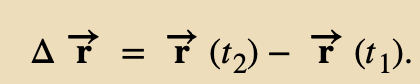 Δ r⃗ = r⃗ (t₂) − r⃗ (t₁).